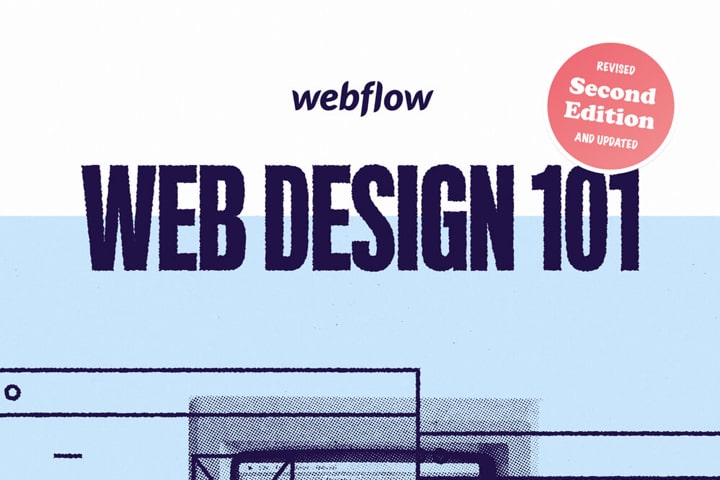 webflow
REVISED
Second
Edition
AND UPDATED
WEB DESIGN 101